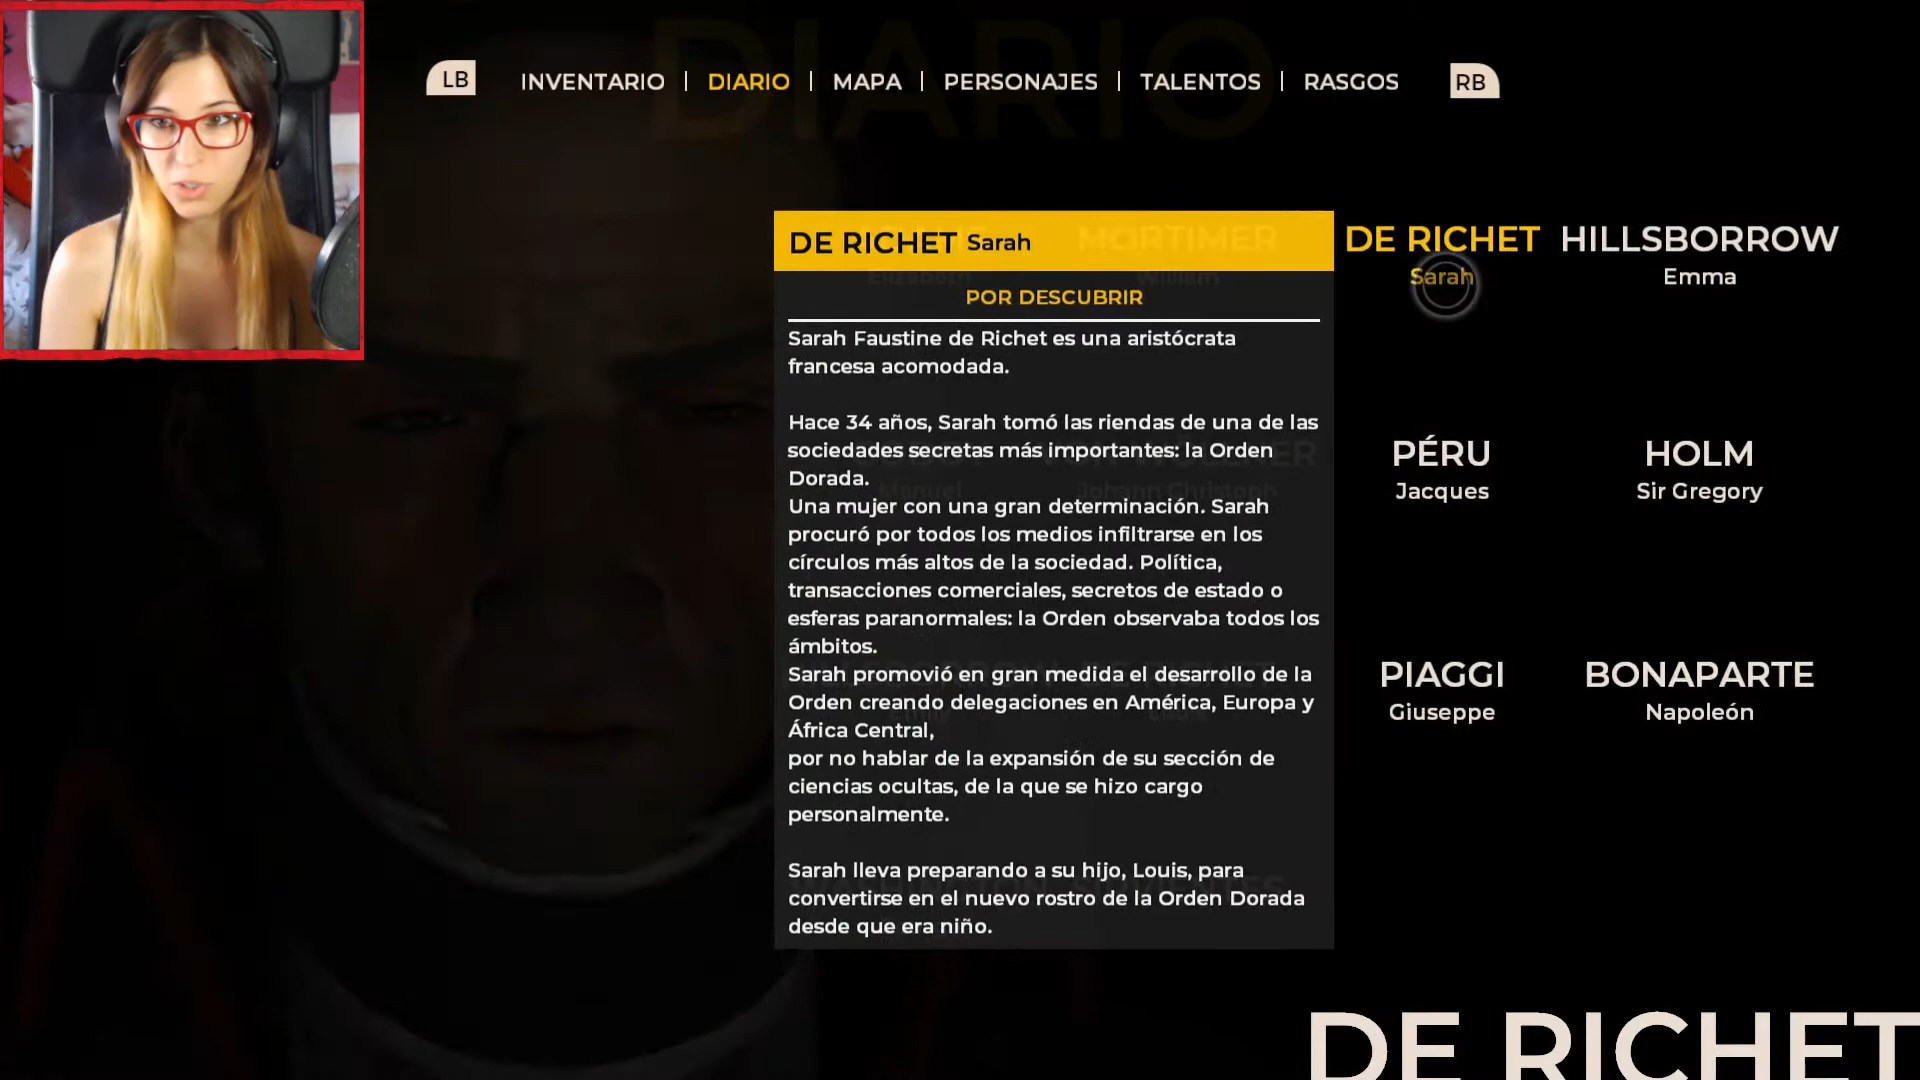 DIARIO
LB INVENTARIO | DIARIO | MAPA | PERSONAJES | TALENTOS | RASGOS RB
DE RICHET Sarah
POR DESCUBRIR
Sarah Faustine de Richet es una aristócrata
francesa acomodada.
Hace 34 años, Sarah tomó las riendas de una de las
sociedades secretas más importantes: la Orden
Dorada.
Una mujer con una gran determinación. Sarah
procuró por todos los medios infiltrarse en los
círculos más altos de la sociedad. Política,
transacciones comerciales, secretos de estado o
esferas paranormales: la Orden observaba todos los
ámbitos.
Sarah promovió en gran medida el desarrollo de la
Orden creando delegaciones en América, Europa y
África Central,
por no hablar de la expansión de su sección de
ciencias ocultas, de la que se hizo cargo
personalmente.
Sarah lleva preparando a su hijo, Louis, para
convertirse en el nuevo rostro de la Orden Dorada
desde que era niño.
MORTIMER
William
Elizabeth
Manuel
Johann Christoph
DE RICHET
Sarah
HILLSBORROW
Emma
PÉRU
Jacques
HOLM
Sir Gregory
PIAGGI
Giuseppe
BONAPARTE
Napoleón
DE RICHET